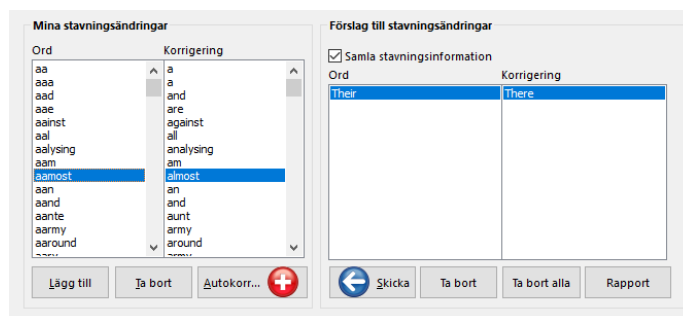 Mina stavningsändringar
Ord Korrigering
aa a
aaa a
aad and
aae are
aainst against
aal all
aalysing analysing
aam am
aamost almost
aan an
aand and
aante aunt
aarmy army
aaround around
Lägg till Ta bort Autokorr...
Förslag till stavningsändringar
Samla stavningsinformation
Ord Korrigering
Their There
Skicka Ta bort Ta bort alla Rapport